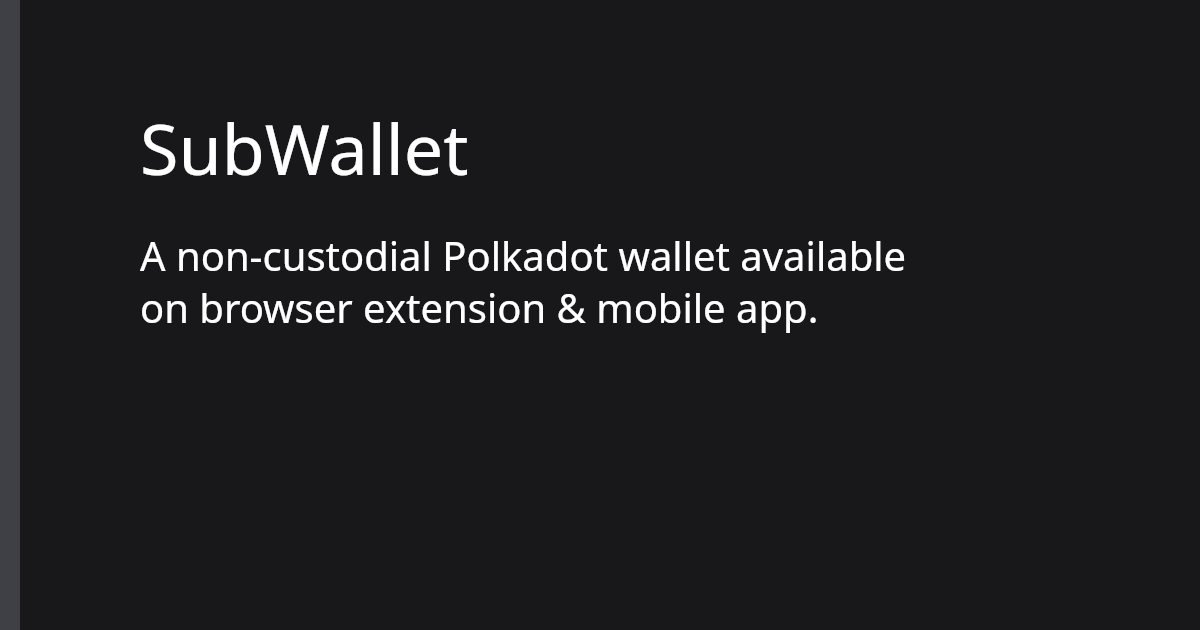 SubWallet
A non-custodial Polkadot wallet available
on browser extension & mobile app.